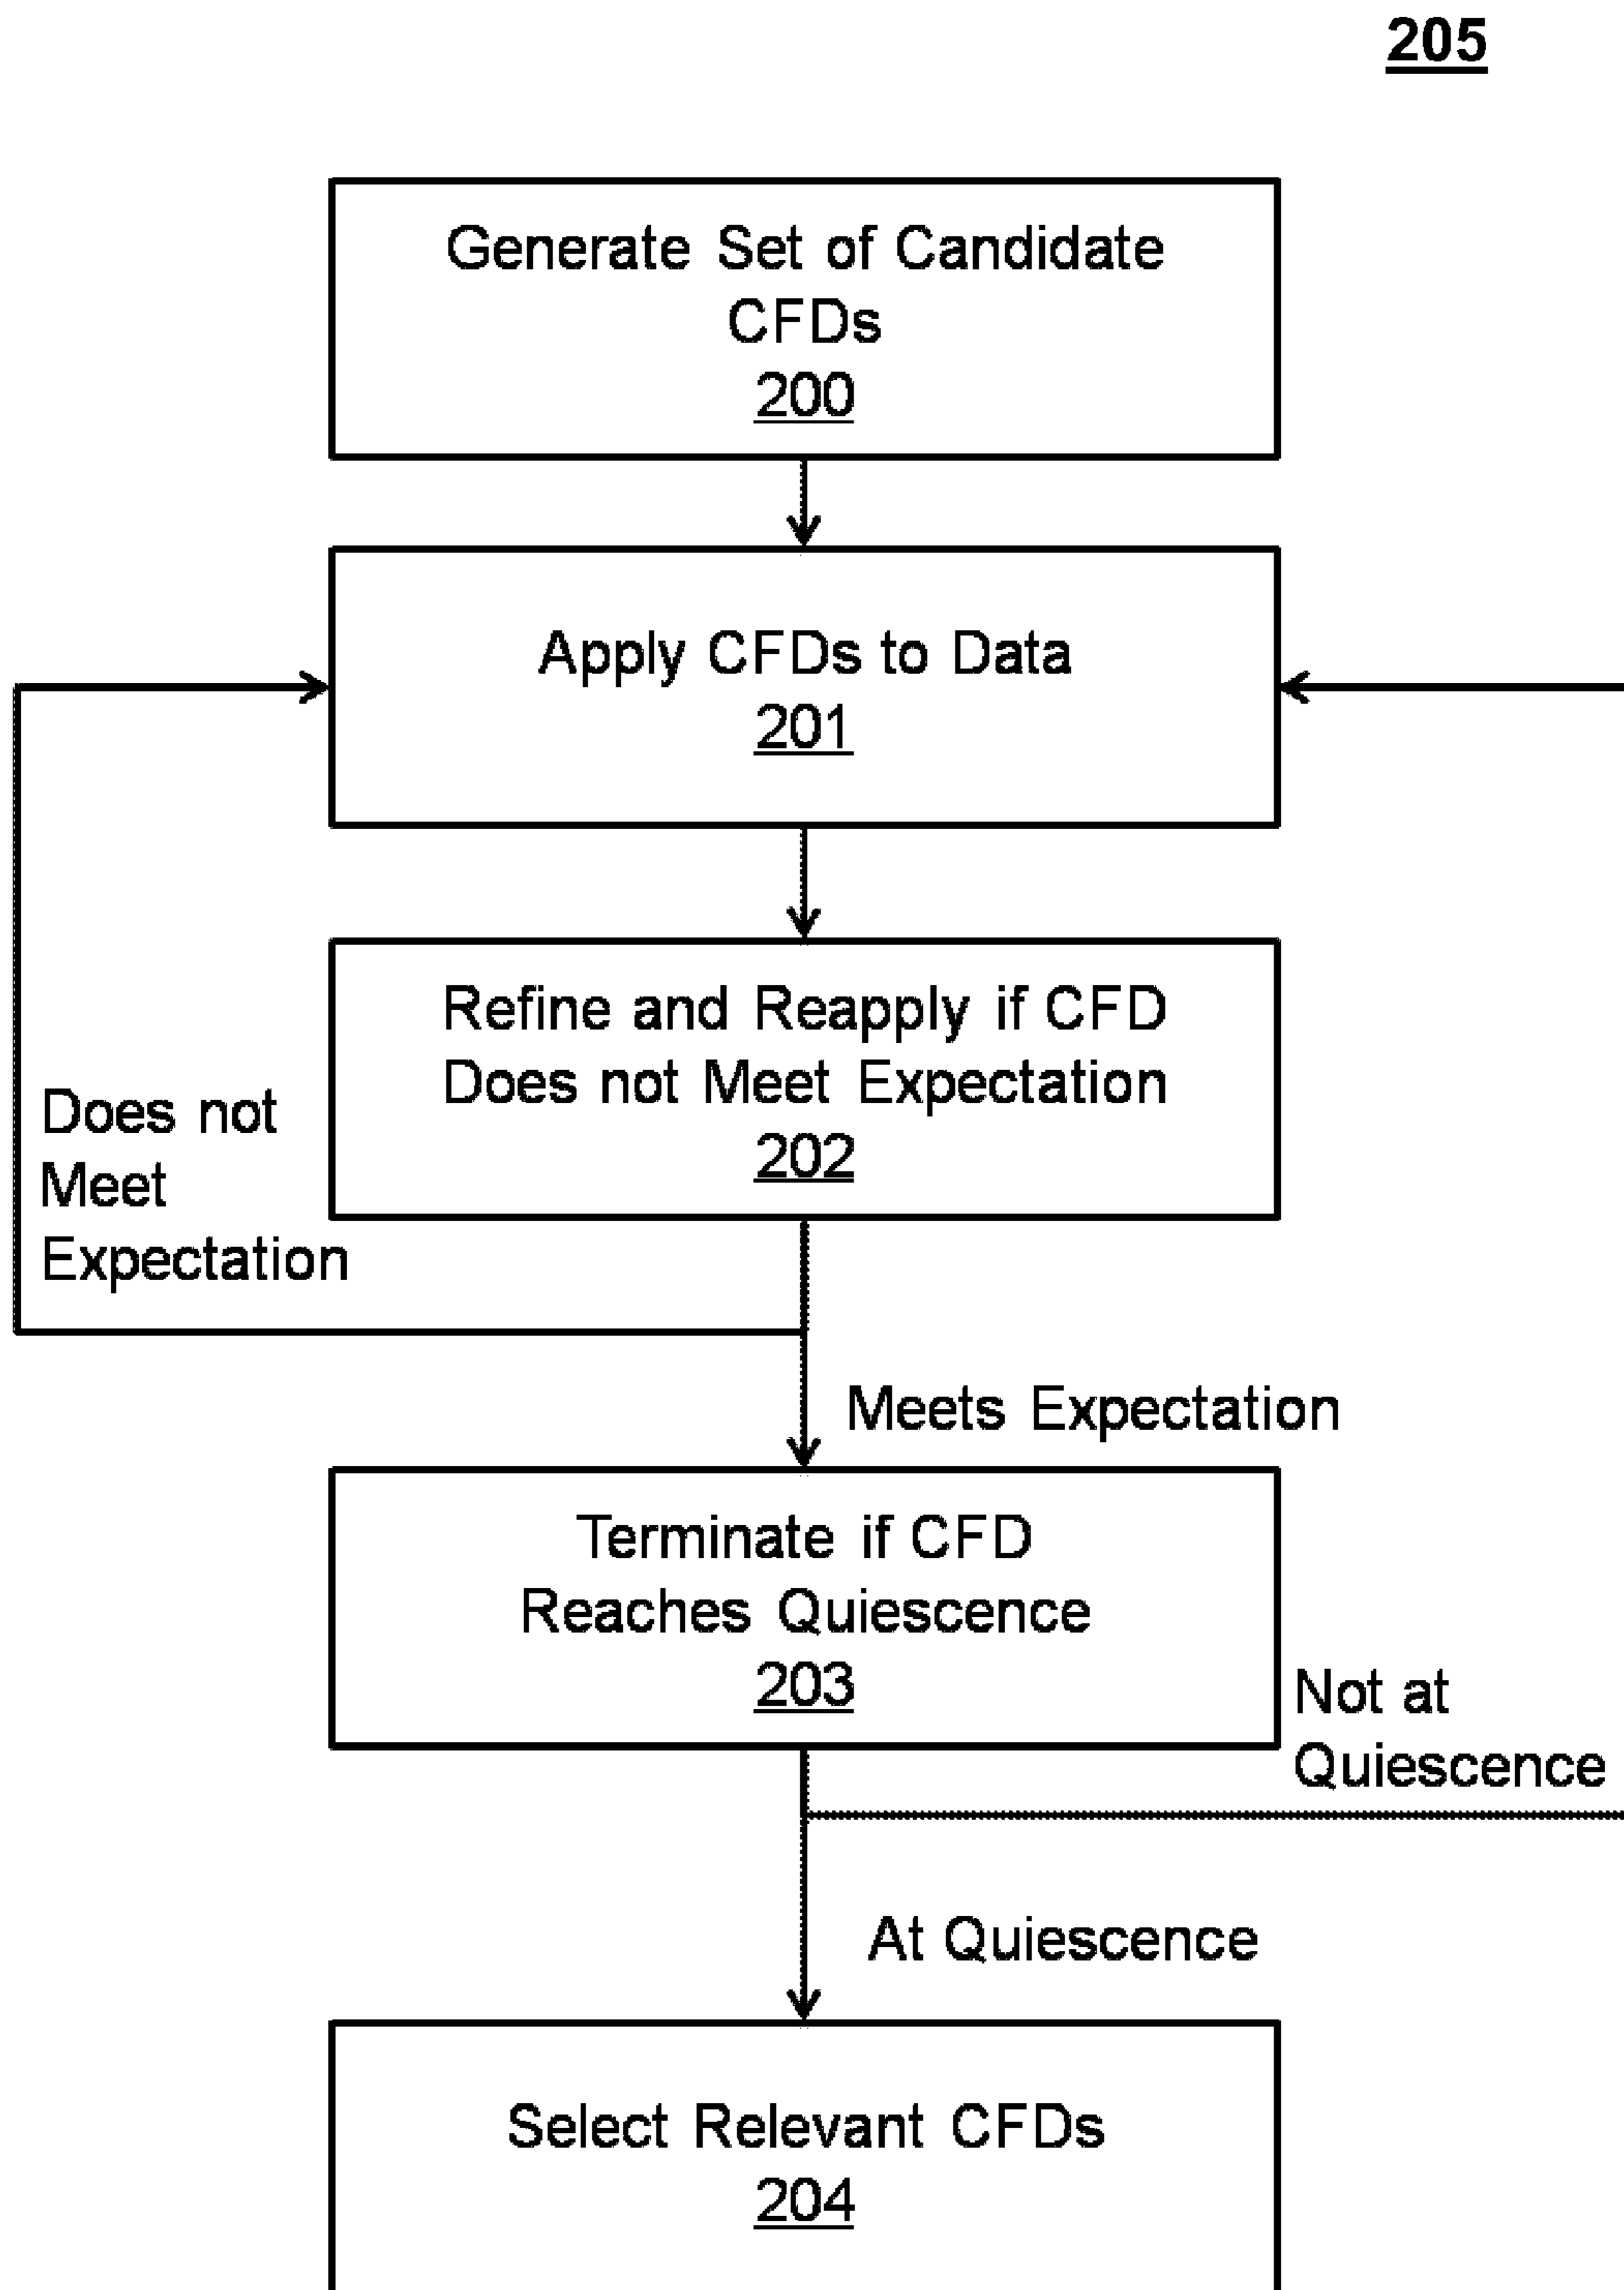 205
Generate Set of Candidate
CFDs
200
Apply CFDs to Data
201
Refine and Reapply if CFD
Does not Meet Expectation
202
Does not
Meet
Expectation
Meets Expectation
Terminate if CFD
Reaches Quiescence
203
Not at
Quiescence
At Quiescence
Select Relevant CFDs
204